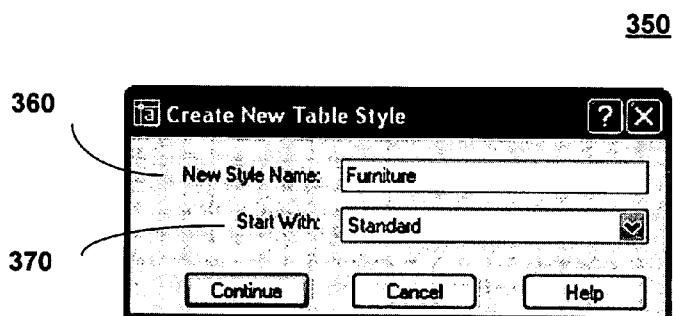 350
360
Create New Table Style
New Style Name: Furniture
Start With: Standard
370
Continue Cancel Help